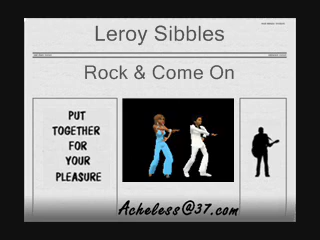 Leroy Sibbles
Rock & Come On
PUT
TOGETHER
FOR
YOUR
PLEASURE
Acheless@37.com